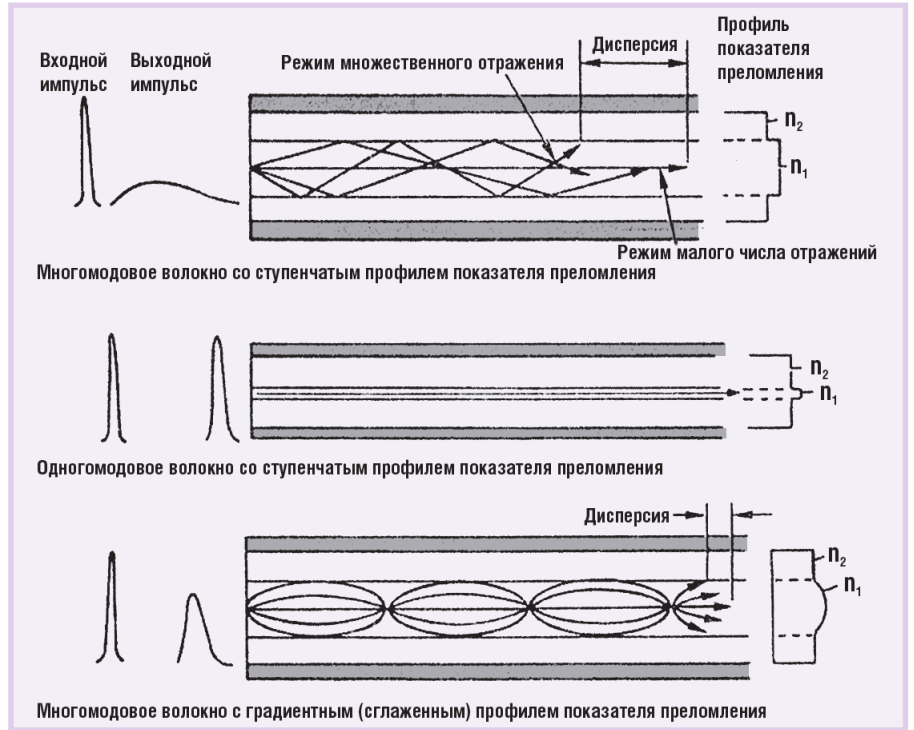 Входной импульс
Выходной импульс
Режим множественного отражения
Дисперсия
Профиль
показателя
преломления
n2
n1
Режим малого числа отражений
Многомодовое волокно со ступенчатым профилем показателя преломления
n2
n1
Одногомодовое волокно со ступенчатым профилем показателя преломления
Дисперсия
n2
n1
Многомодовое волокно с градиентным (сглаженным) профилем показателя преломления